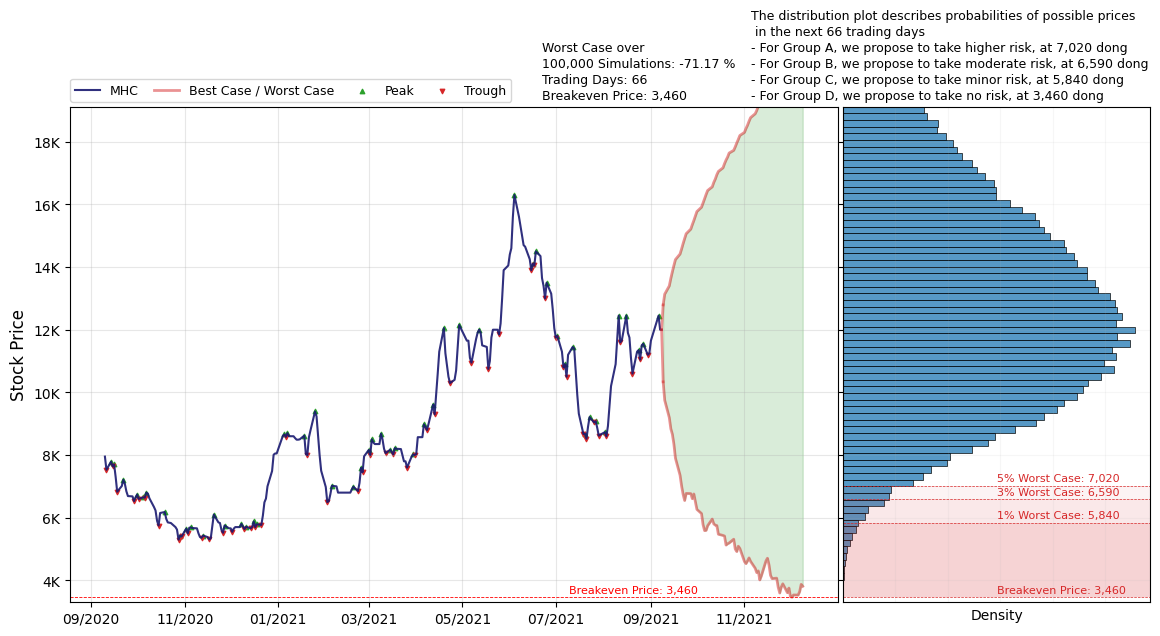 The distribution plot describes probabilities of possible prices
in the next 66 trading days
- For Group A, we propose to take higher risk, at 7,020 dong
- For Group B, we propose to take moderate risk, at 6,590 dong
- For Group C, we propose to take minor risk, at 5,840 dong
- For Group D, we propose to take no risk, at 3,460 dong
Worst Case over
100,000 Simulations: -71.17 %
Trading Days: 66
Breakeven Price: 3,460
MHC
Best Case / Worst Case
Peak
Trough
Stock Price
18K
16K
14K
12K
10K
8K
6K
4K
Breakeven Price: 3,460
09/2020
11/2020
01/2021
03/2021
05/2021
07/2021
09/2021
11/2021
5% Worst Case: 7,020
3% Worst Case: 6,590
1% Worst Case: 5,840
Breakeven Price: 3,460
Density